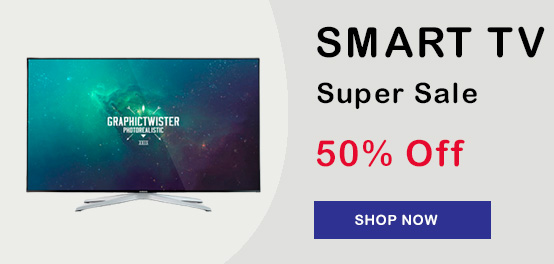 SMART TV
Super Sale
50% Off
SHOP NOW
GRAPHICTWISTER
PHOTOREALISTIC